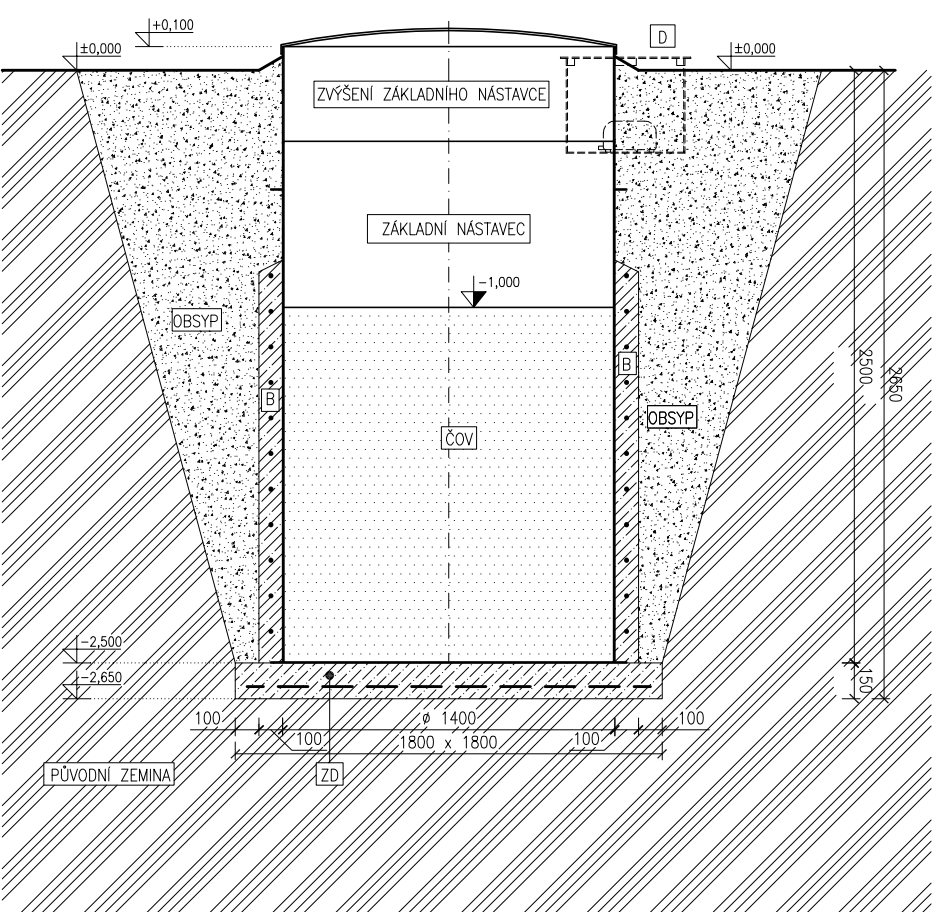 +0,100
±0,000
D
±0,000
ZVÝŠENÍ ZÁKLADNÍHO NÁSTAVCE
ZÁKLADNÍ NÁSTAVEC
-1,000
OBSYP
B
B
2500
2650
OBSYP
ČOV
-2,500
-2,650
150
100
ø 1400
100
100
1800 x 1800
100
PŮVODNÍ ZEMINA
ZD